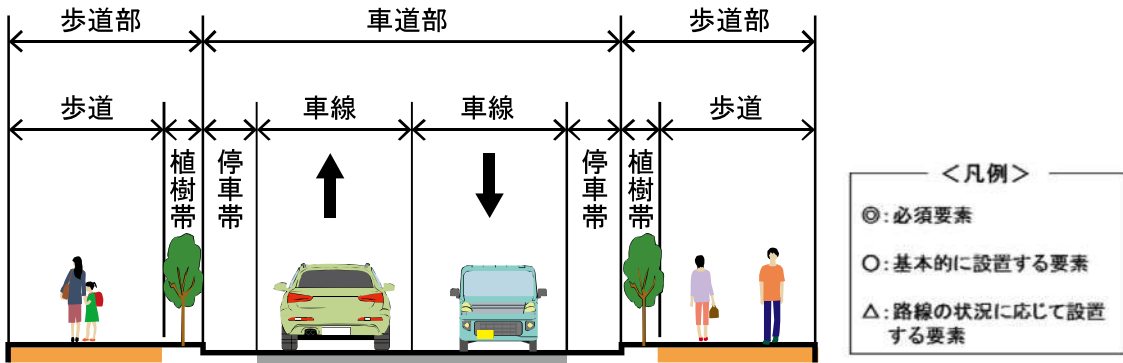 歩道部 車道部 歩道部
歩道 車線 車線 歩道
植樹帯 停車帯 停車帯 植樹帯
＜凡例＞
◎：必須要素
○：基本的に設置する要素
△：路線の状況に応じて設置
する要素